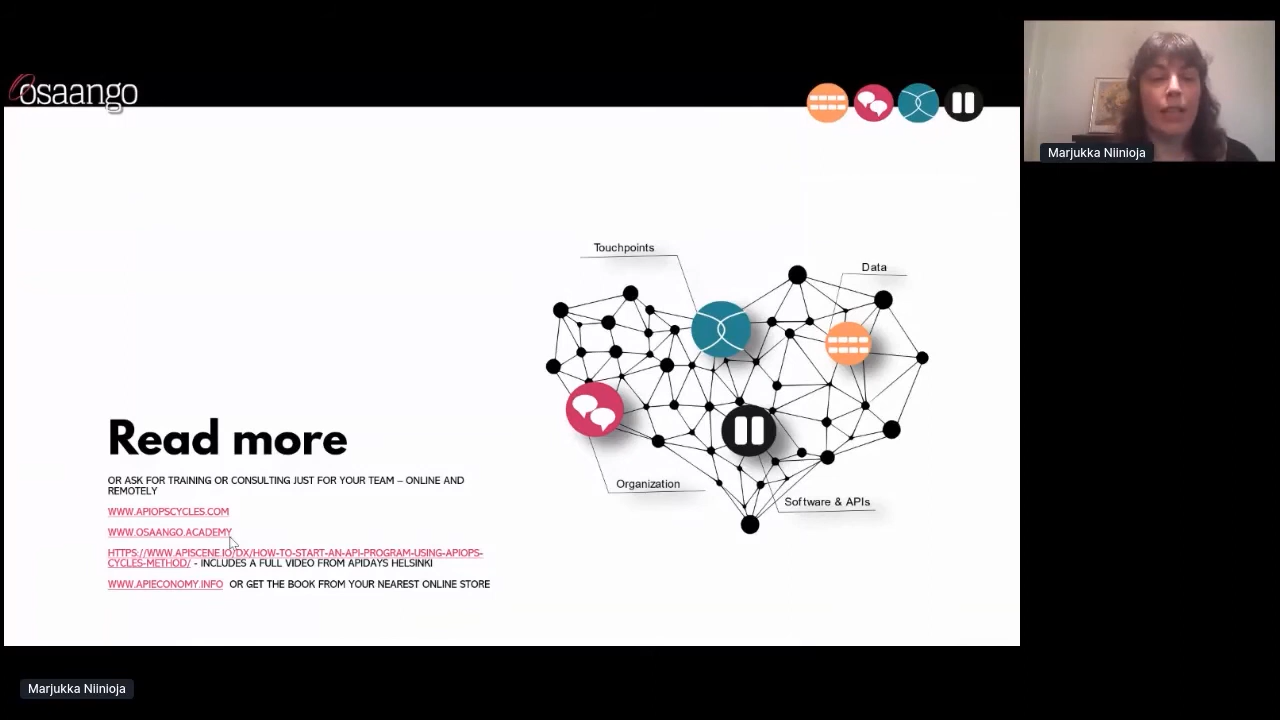 osaango
Marjukka Niinioja
Touchpoints
Data
Organization
Software & APIs
Read more
OR ASK FOR TRAINING OR CONSULTING JUST FOR YOUR TEAM – ONLINE AND
REMOTELY
WWW.APIOPSCYCLES.COM
WWW.OSAANGO.ACADEMY
HTTPS://WWW.APISCENE.IO/DX/HOW-TO-START-AN-API-PROGRAM-USING-APIOPS-
CYCLES-METHOD/ - INCLUDES A FULL VIDEO FROM APIDAYS HELSINKI
WWW.APIECONOMY.INFO OR GET THE BOOK FROM YOUR NEAREST ONLINE STORE
Marjukka Niinioja